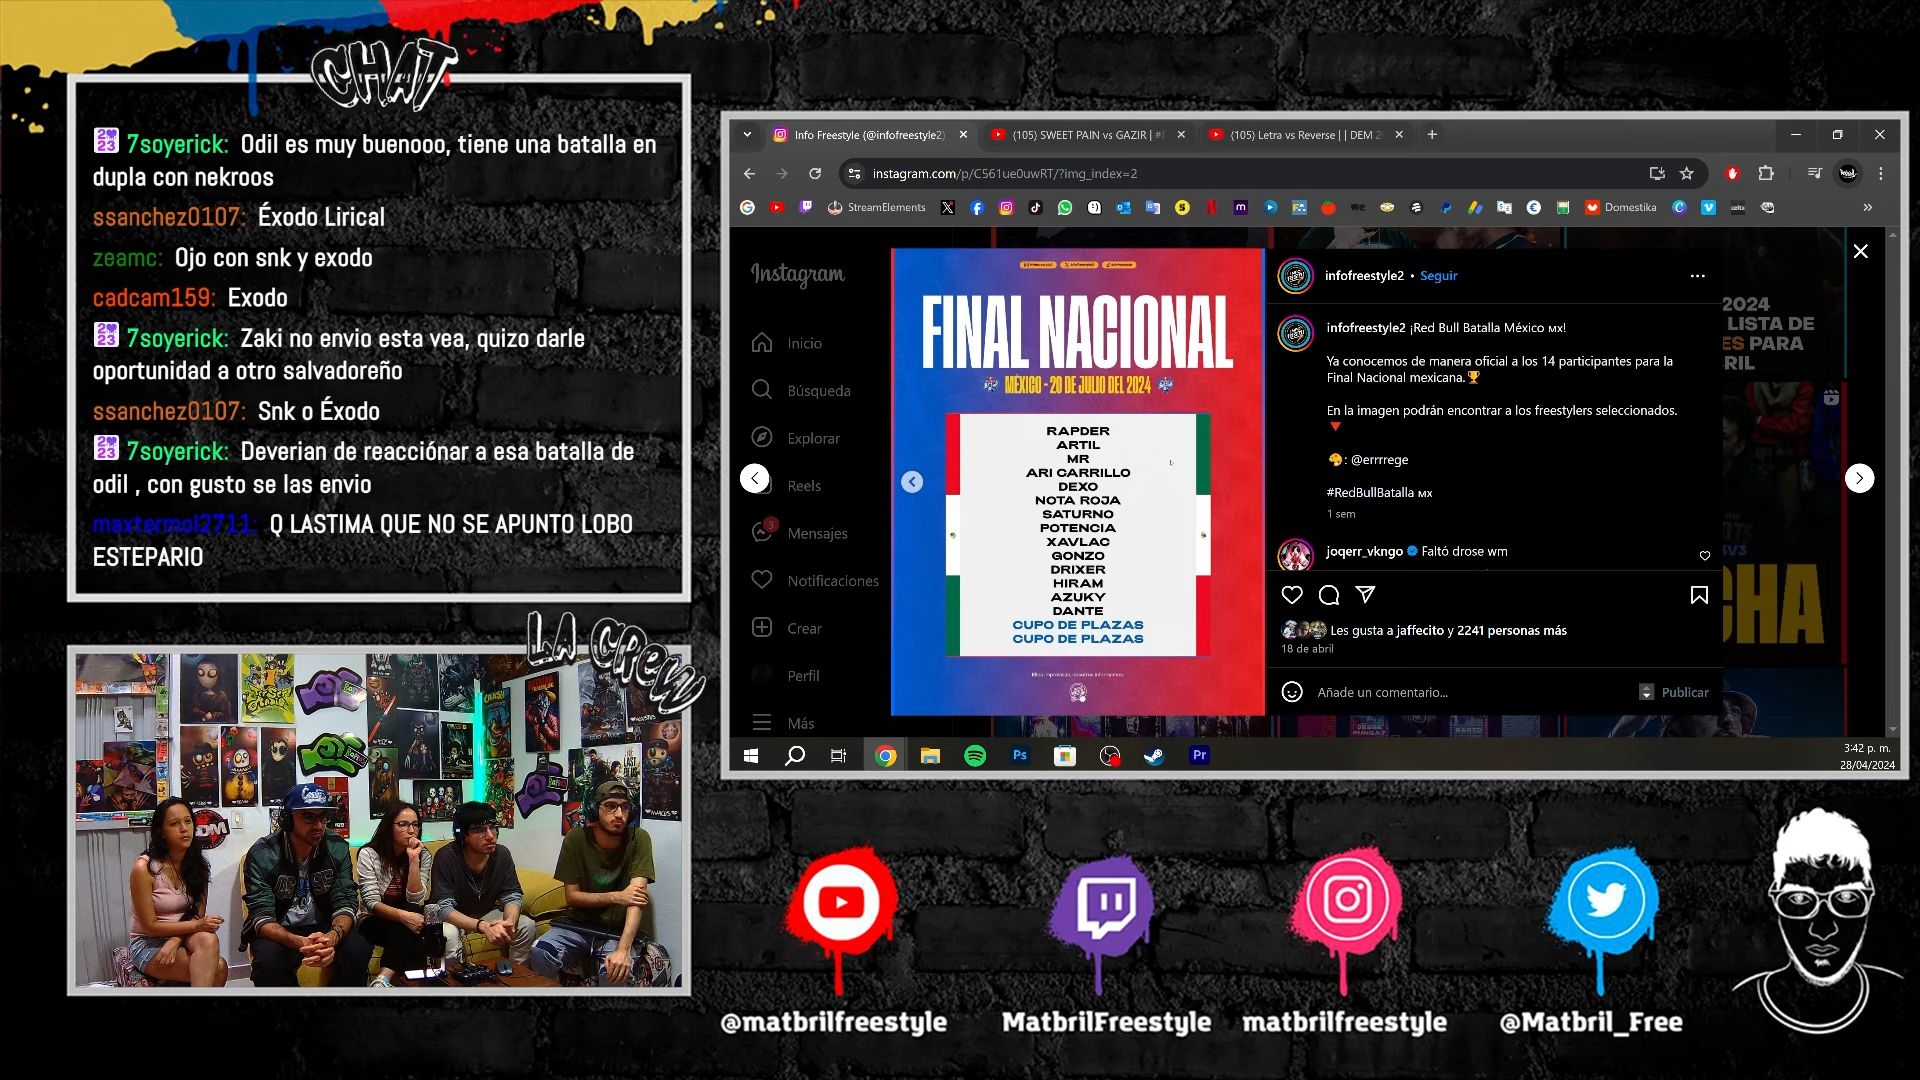 CHAT
7soyerick: Odil es muy buenooo, tiene una batalla en
dupla con nekroos
ssanchez0107: Éxodo Lirical
zeamc: Ojo con snk y exodo
cadcam159: Exodo
7soyerick: Zaki no envio esta vea, quizo darle
oportunidad a otro salvadoreño
ssanchez0107: Snk o Éxodo
7soyerick: Deverian de reacciónar a esa batalla de
odil , con gusto se las envio
maxtermol2711: Q LASTIMA QUE NO SE APUNTO LOBO
ESTEPARIO
LA CREW
Info Freestyle (@infofreestyle2)
(105) SWEET PAIN vs GAZIR | #F
(105) Letra vs Reverse | | DEM 2
instagram.com/p/C561ue0uwRT/?img_index=2
StreamElements
Domestika
Instagram
Inicio
Búsqueda
Explorar
Reels
3
Mensajes
Notificaciones
Crear
Perfil
Más
FINAL NACIONAL
MÉXICO - 20 DE JULIO DEL 2024
RAPDER
ARTIL
MR
ARI CARRILLO
DEXO
NOTA ROJA
SATURNO
POTENCIA
XAVLAC
GONZO
DRIXER
HIRAM
AZUKY
DANTE
CUPO DE PLAZAS
CUPO DE PLAZAS
infofreestyle2 • Seguir
infofreestyle2 ¡Red Bull Batalla México MX!
Ya conocemos de manera oficial a los 14 participantes para la
Final Nacional mexicana.🏆
En la imagen podrán encontrar a los freestylers seleccionados.
🔻
🎨: @errrrege
#RedBullBatalla MX
1 sem
joqerr_vkngo Faltó drose wm
Les gusta a jaffecito y 2241 personas más
18 de abril
Añade un comentario...
Publicar
2024
LISTA DE
ES PARA
RIL
CHA
Ps
Pr
3:42 p. m.
28/04/2024
@matbrilfreestyle
MatbrilFreestyle
matbrilfreestyle
@Matbril_Free